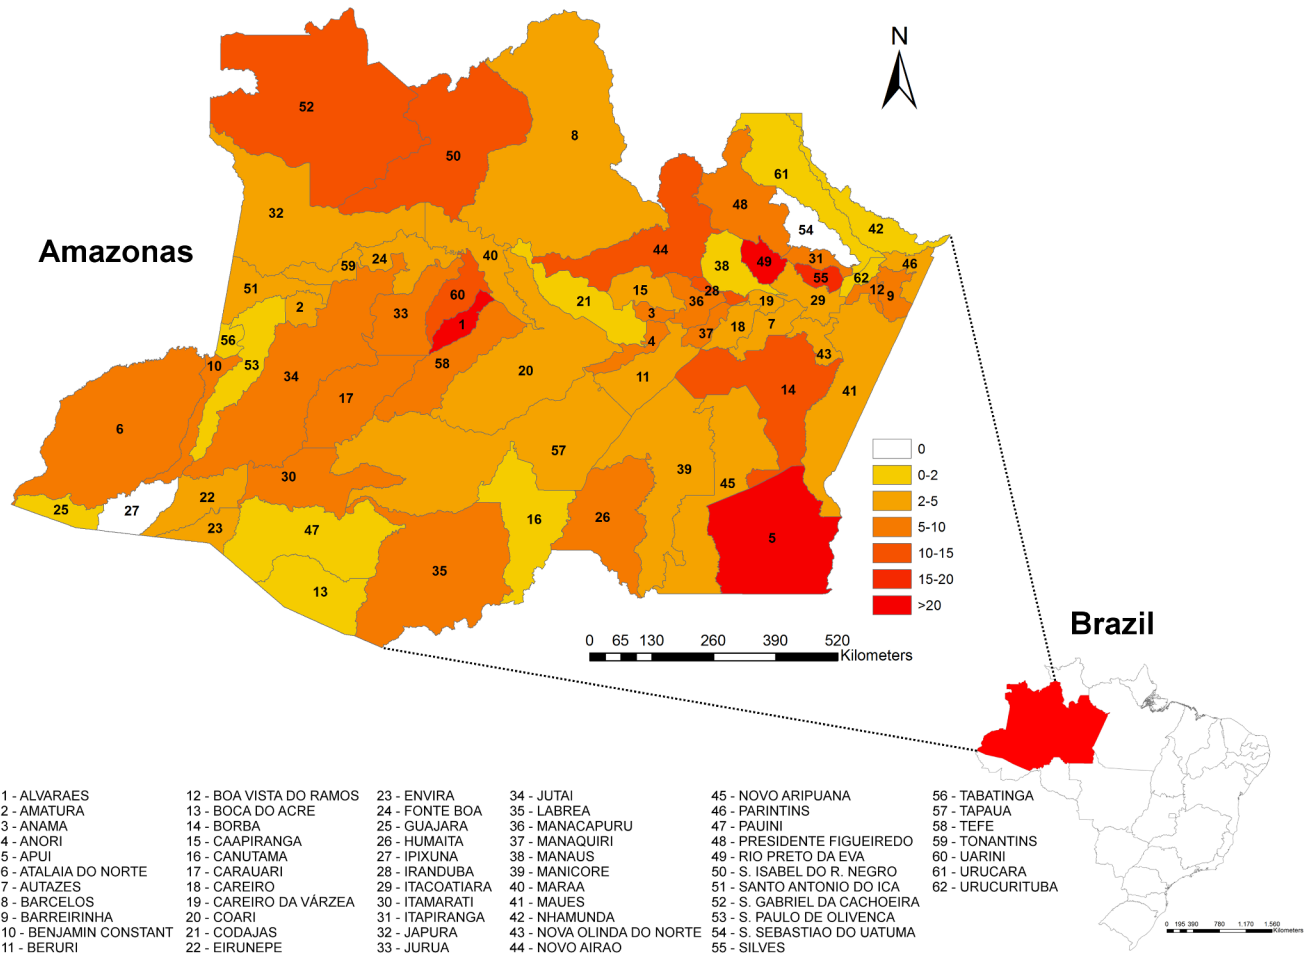 N
52
50
8
61
48
42
54
32
44
Amazonas
24
59
40
38
49
31
46
62
55
12
9
51
2
60
21
15
36
28
19
29
33
1
3
37
18
7
56
4
43
10
53
58
34
20
11
14
41
17
6
57
30
39
45
22
25
27
23
47
16
26
5
35
13
0
0-2
2-5
5-10
10-15
15-20
>20
0 65 130 260 390 520
Kilometers
Brazil
0 195 390 780 1.170 1.560
Kilometers
1 - ALVARAES
2 - AMATURA
3 - ANAMA
4 - ANORI
5 - APUI
6 - ATALAIA DO NORTE
7 - AUTAZES
8 - BARCELOS
9 - BARREIRINHA
10 - BENJAMIN CONSTANT
11 - BERURI
12 - BOA VISTA DO RAMOS
13 - BOCA DO ACRE
14 - BORBA
15 - CAAPIRANGA
16 - CANUTAMA
17 - CARAUARI
18 - CAREIRO
19 - CAREIRO DA VÁRZEA
20 - COARI
21 - CODAJAS
22 - EIRUNEPE
23 - ENVIRA
24 - FONTE BOA
25 - GUAJARA
26 - HUMAITA
27 - IPIXUNA
28 - IRANDUBA
29 - ITACOATIARA
30 - ITAMARATI
31 - ITAPIRANGA
32 - JAPURA
33 - JURUA
34 - JUTAI
35 - LABREA
36 - MANACAPURU
37 - MANAQUIRI
38 - MANAUS
39 - MANICORE
40 - MARAA
41 - MAUES
42 - NHAMUNDA
43 - NOVA OLINDA DO NORTE
44 - NOVO AIRAO
45 - NOVO ARIPUANA
46 - PARINTINS
47 - PAUINI
48 - PRESIDENTE FIGUEIREDO
49 - RIO PRETO DA EVA
50 - S. ISABEL DO R. NEGRO
51 - SANTO ANTONIO DO ICA
52 - S. GABRIEL DA CACHOEIRA
53 - S. PAULO DE OLIVENCA
54 - S. SEBASTIAO DO UATUMA
55 - SILVES
56 - TABATINGA
57 - TAPAUA
58 - TEFE
59 - TONANTINS
60 - UARINI
61 - URUCARA
62 - URUCURITUBA